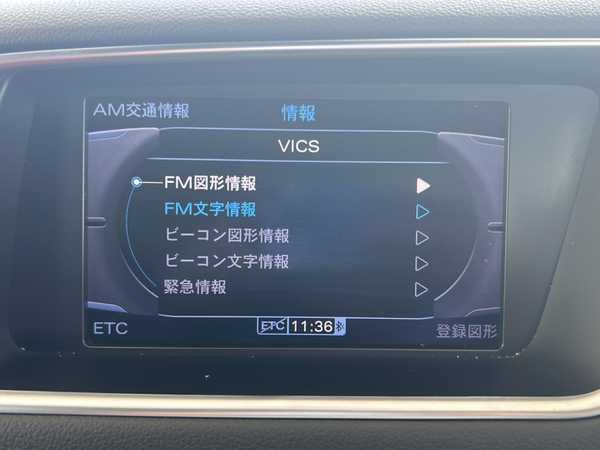 AM交通情報
情報
VICS
FM図形情報
FM文字情報
ビーコン図形情報
ビーコン文字情報
緊急情報
ETC
ETC 11:36
登録図形